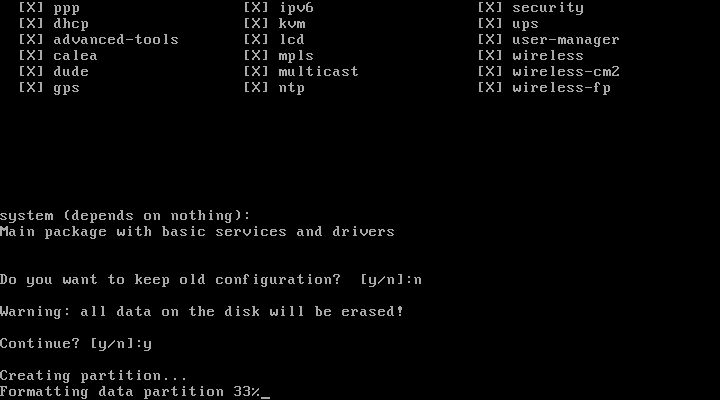 [X] ppp [X] ipv6 [X] security
[X] dhcp [X] kvm [X] ups
[X] advanced-tools [X] lcd [X] user-manager
[X] calea [X] mpls [X] wireless
[X] dude [X] multicast [X] wireless-cm2
[X] gps [X] ntp [X] wireless-fp
system (depends on nothing):
Main package with basic services and drivers
Do you want to keep old configuration? [y/n]:n
Warning: all data on the disk will be erased!
Continue? [y/n]:y
Creating partition...
Formatting data partition 33%_